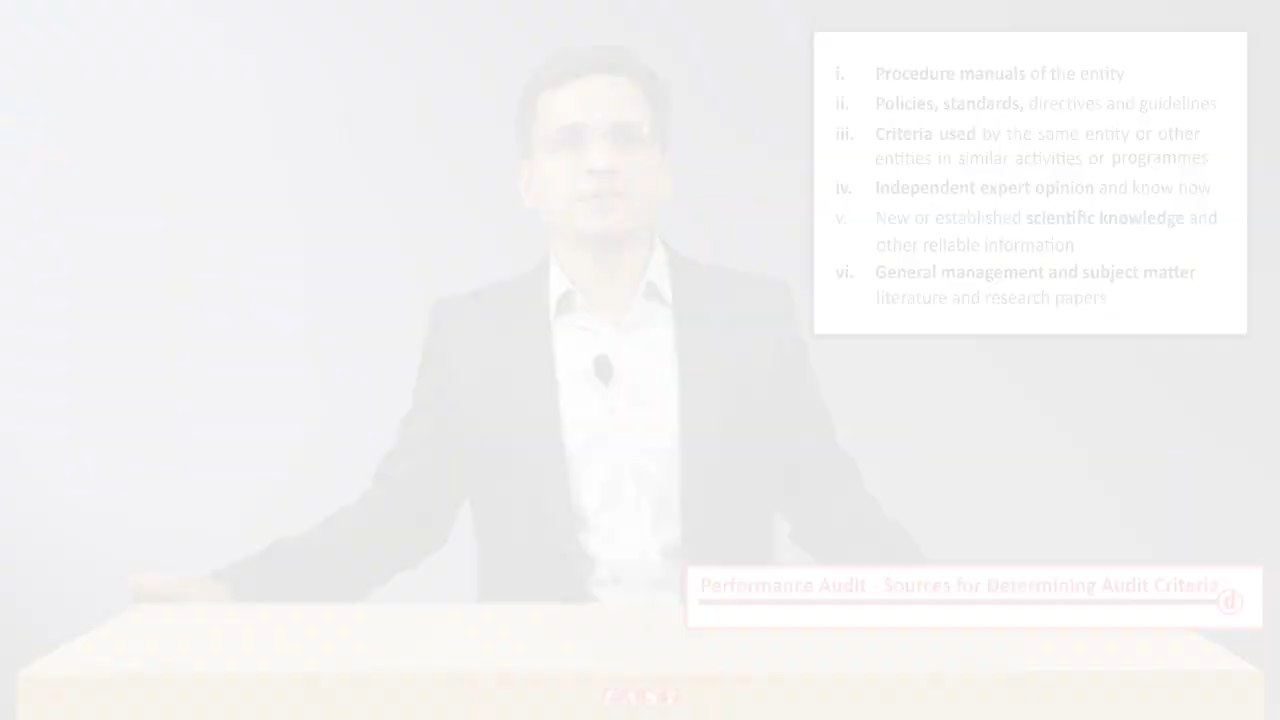 i. Procedure manuals of the entity
ii. Policies, standards, directives and guidelines
iii. Criteria used by the same entity or other
entities in similar activities or programmes
iv. Independent expert opinion and know how
v. New or established scientific knowledge and
other reliable information
vi. General management and subject matter
literature and research papers
Performance Audit - Sources for Determining Audit Criteria
d